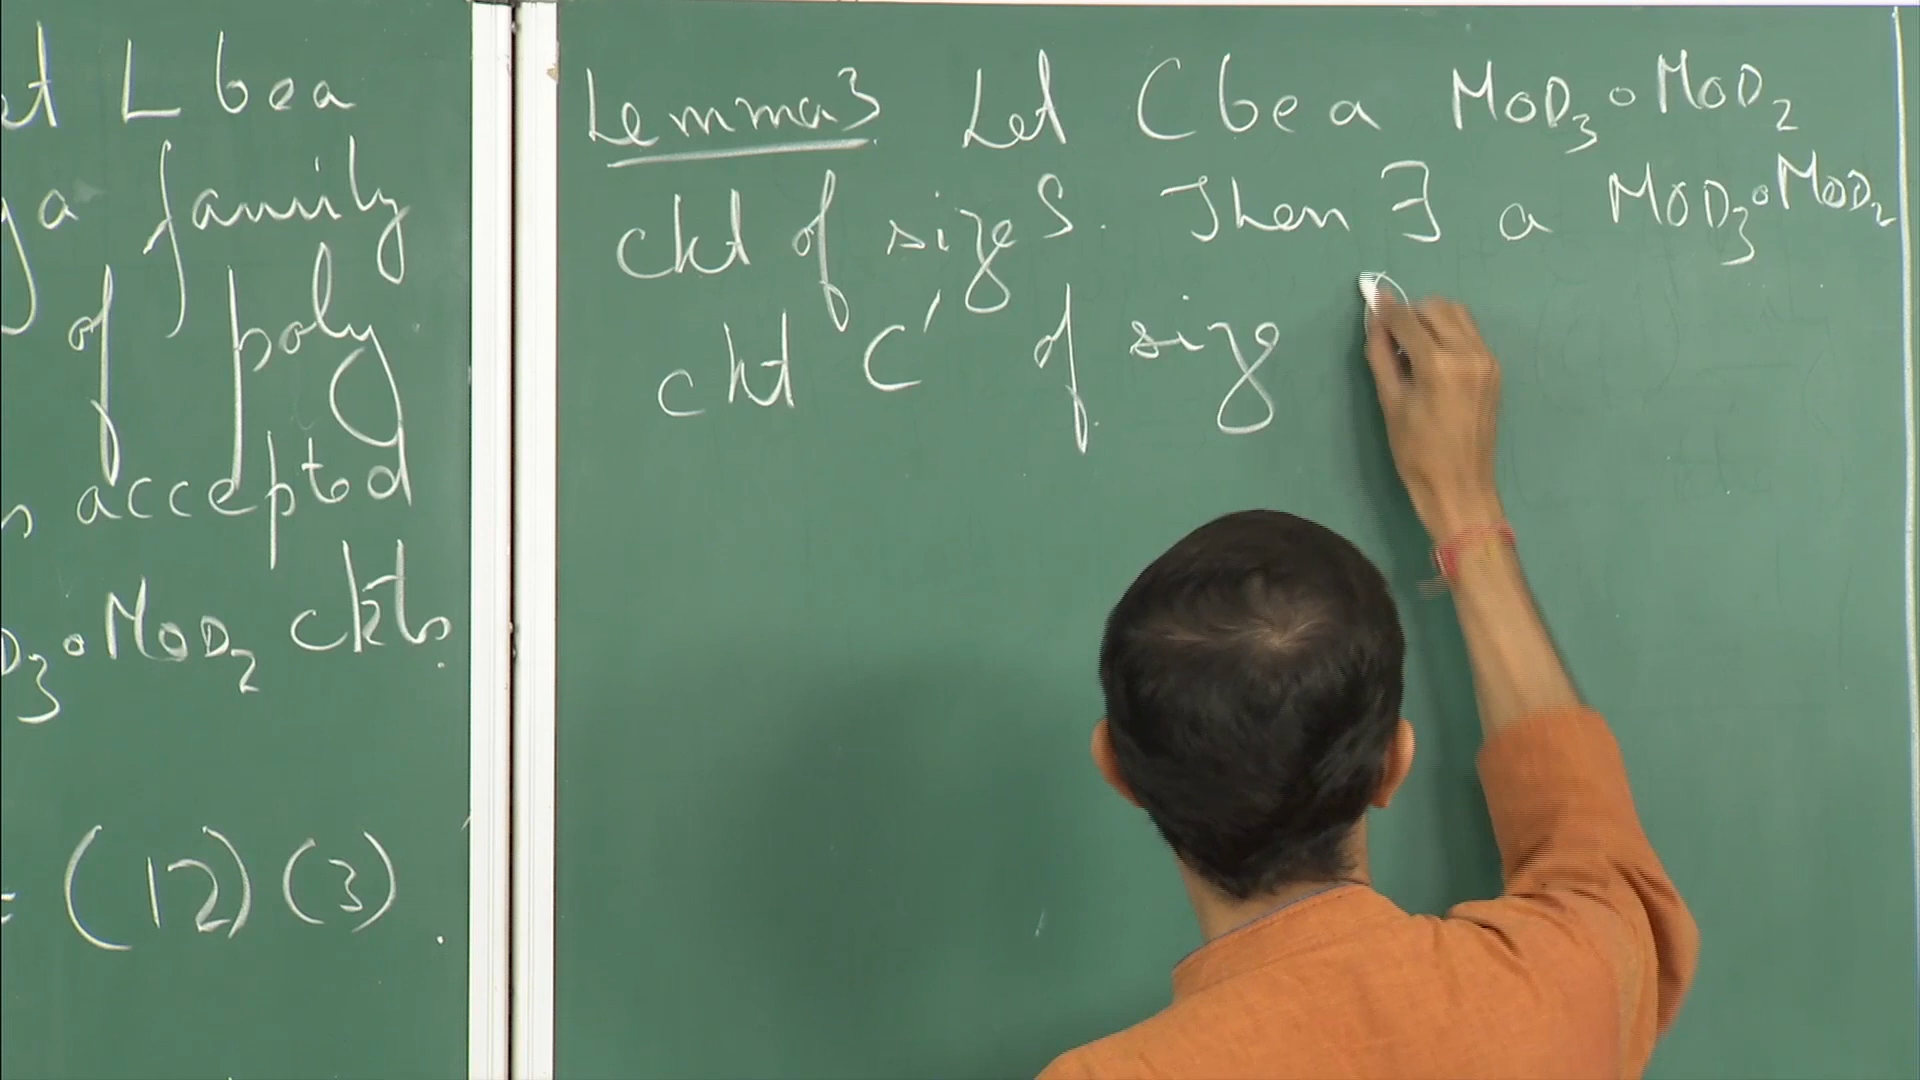 L be a
a family
of poly
accepted
MOD₂ ckts
= (12)(3).
Lemma 3 Let C be a MOD₃∘MOD₂
ckt of size S. Then ∃ a MOD₃∘MOD₂
ckt C′ of size